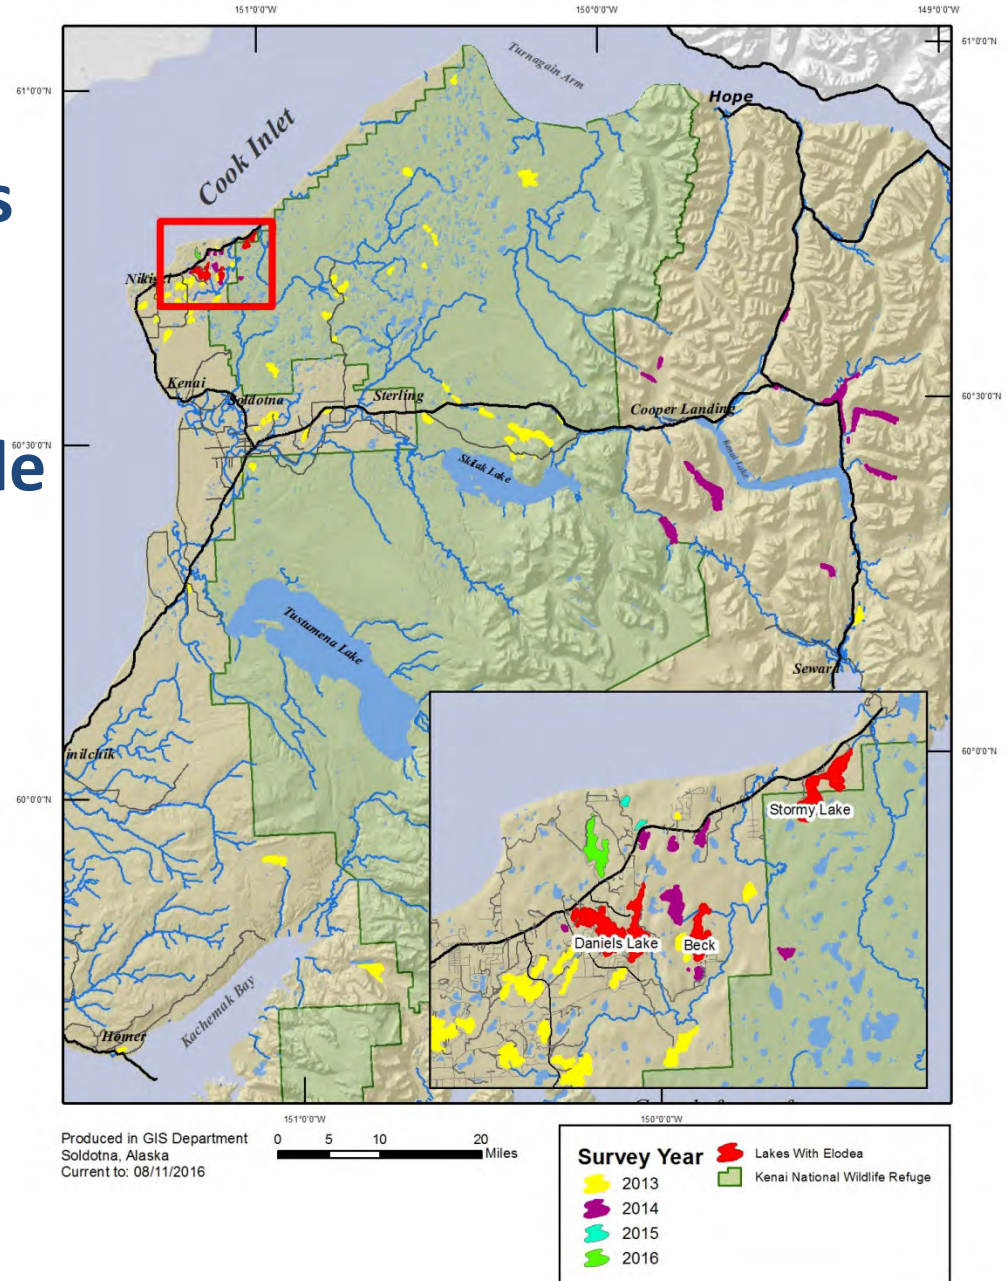 151°0'0"W
150°0'0"W
149°0'0"W
61°0'0"N
61°0'0"N
Turnagain Arm
Hope
Cook Inlet
s
Kenai
Soldotna
Sterling
Cooper Landing
60°30'0"N
60°30'0"N
le
Skilak Lake
Kenai Lake
Tustumena Lake
Seward
inilchik
60°0'0"N
60°0'0"N
Stormy Lake
Daniels Lake
Beck
Kachemak Bay
Homer
151°0'0"W
150°0'0"W
Produced in GIS Department
Soldotna, Alaska
Current to: 08/11/2016
0 5 10 20
Miles
Survey Year
2013
2014
2015
2016
Lakes With Elodea
Kenai National Wildlife Refuge